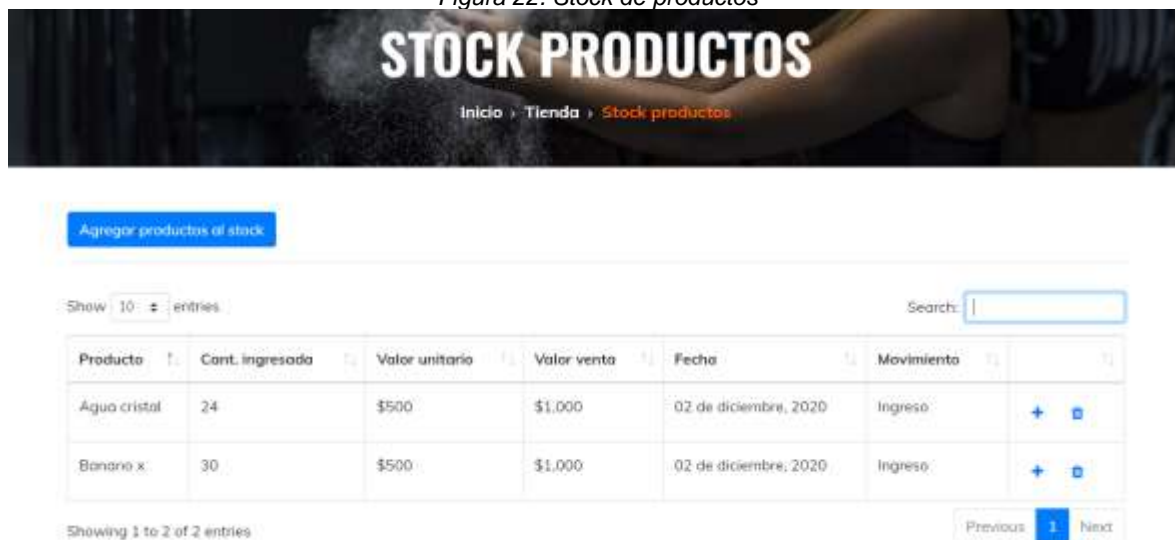 Figura 22. Stock de productos
STOCK PRODUCTOS
Inicio › Tienda › Stock productos
Agregar productos al stock
Show 10 entries
Search:
Producto Cant. ingresada Valor unitario Valor venta Fecha Movimiento
Agua cristal 24 $500 $1,000 02 de diciembre, 2020 Ingreso
Banano x 30 $500 $1,000 02 de diciembre, 2020 Ingreso
Showing 1 to 2 of 2 entries
Previous 1 Next